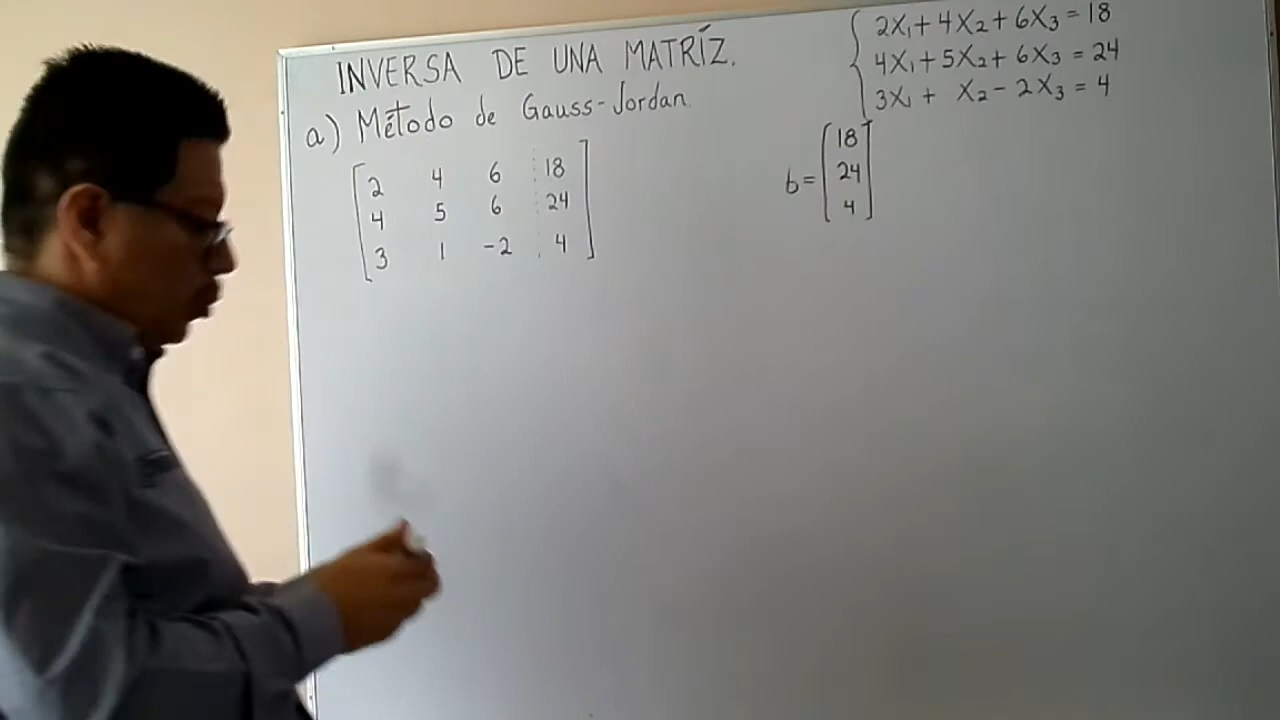 INVERSA DE UNA MATRÍZ.
a) Método de Gauss-Jordan
2 4 6 18
4 5 6 24
3 1 -2 4
2X₁ + 4X₂ + 6X₃ = 18
4X₁ + 5X₂ + 6X₃ = 24
3X₁ + X₂ - 2X₃ = 4
b =
18
24
4